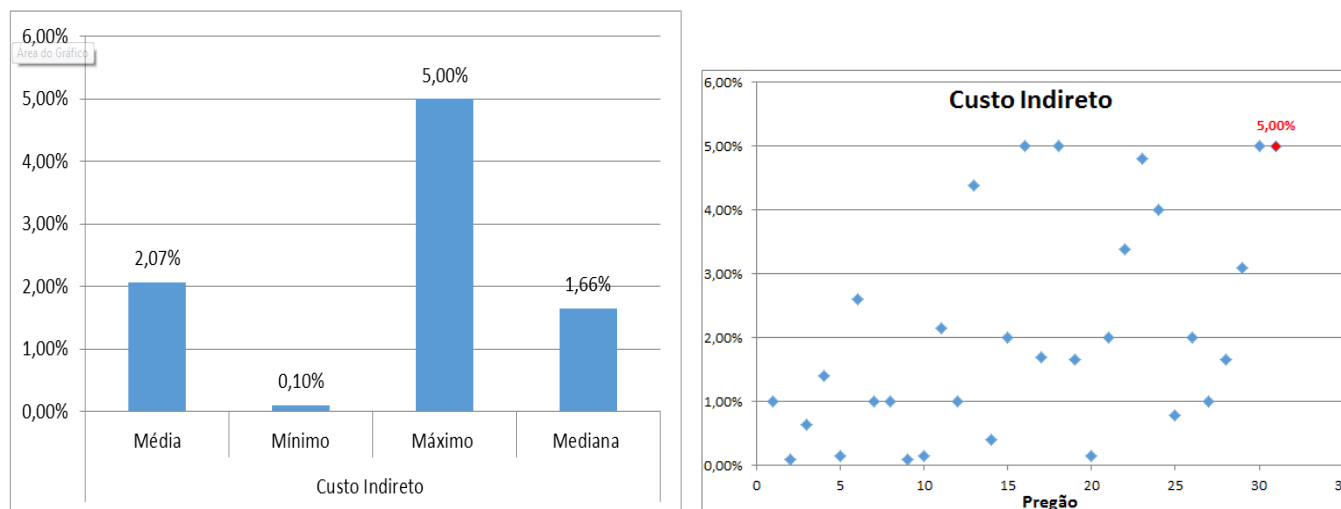 6,00%
Área do Gráfico
5,00%
5,00%
4,00%
3,00%
2,07%
2,00%
1,66%
1,00%
0,10%
0,00%
Média
Mínimo
Máximo
Mediana
Custo Indireto
6,00%
Custo Indireto
5,00%
5,00%
4,00%
3,00%
2,00%
1,00%
0,00%
0 5 10 15 20 25 30
Pregão